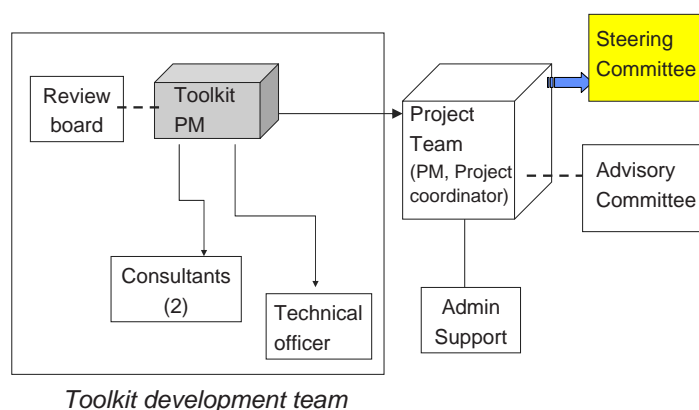 Steering
Committee
Review
board
Toolkit
PM
Project
Team
(PM, Project
coordinator)
Advisory
Committee
Consultants
(2)
Technical
officer
Admin
Support
Toolkit development team